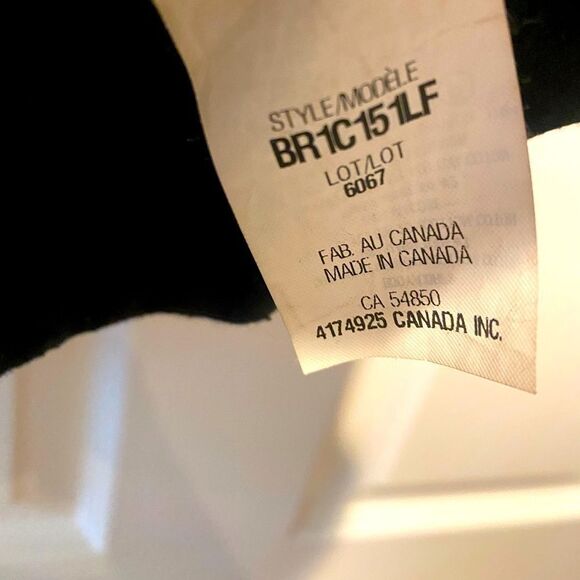 STYLE/MODÈLE
BR1C151LF
LOT/LOT
6067
FAB. AU CANADA
MADE IN CANADA
CA 54850
4174925 CANADA INC.